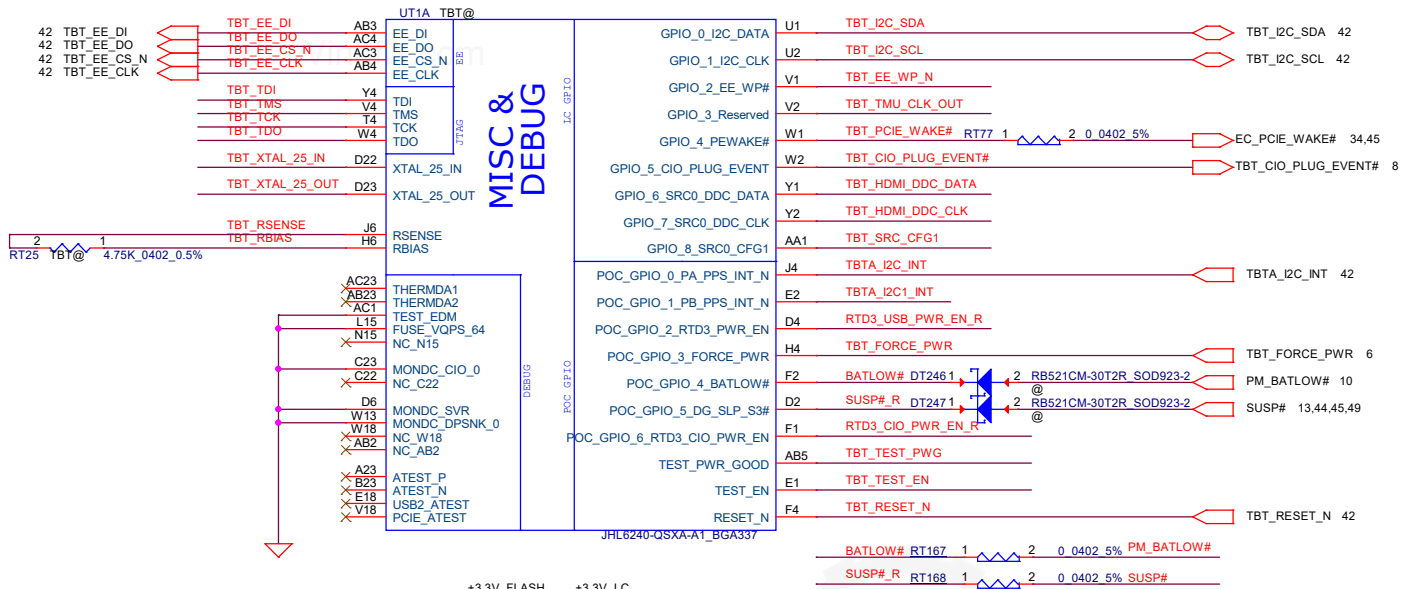 UT1A TBT@
42 TBT_EE_DI TBT_EE_DI AB3 EE_DI
42 TBT_EE_DO TBT_EE_DO AC4 EE_DO
42 TBT_EE_CS_N TBT_EE_CS_N AC3 EE_CS_N
42 TBT_EE_CLK TBT_EE_CLK AB4 EE_CLK
EE
TBT_TDI Y4 TDI
TBT_TMS V4 TMS
TBT_TCK T4 TCK
TBT_TDO W4 TDO
JTAG
TBT_XTAL_25_IN D22 XTAL_25_IN
TBT_XTAL_25_OUT D23 XTAL_25_OUT
TBT_RSENSE J6 RSENSE
2 1 TBT_RBIAS H6 RBIAS
RT25 TBT@ 4.75K_0402_0.5%
AC23 THERMDA1
AB23 THERMDA2
AC1 TEST_EDM
L15 FUSE_VQPS_64
N15 NC_N15
C23 MONDC_CIO_0
C22 NC_C22
D6 MONDC_SVR
W13 MONDC_DPSNK_0
W18 NC_W18
AB2 NC_AB2
A23 ATEST_P
B23 ATEST_N
E18 USB2_ATEST
V18 PCIE_ATEST
DEBUG
MISC &
DEBUG
LC GPIO
GPIO_0_I2C_DATA U1 TBT_I2C_SDA TBT_I2C_SDA 42
GPIO_1_I2C_CLK U2 TBT_I2C_SCL TBT_I2C_SCL 42
GPIO_2_EE_WP# V1 TBT_EE_WP_N
GPIO_3_Reserved V2 TBT_TMU_CLK_OUT
GPIO_4_PEWAKE# W1 TBT_PCIE_WAKE# RT77 1 2 0_0402_5% EC_PCIE_WAKE# 34,45
GPIO_5_CIO_PLUG_EVENT W2 TBT_CIO_PLUG_EVENT# TBT_CIO_PLUG_EVENT# 8
GPIO_6_SRC0_DDC_DATA Y1 TBT_HDMI_DDC_DATA
GPIO_7_SRC0_DDC_CLK Y2 TBT_HDMI_DDC_CLK
GPIO_8_SRC0_CFG1 AA1 TBT_SRC_CFG1
POC GPIO
POC_GPIO_0_PA_PPS_INT_N J4 TBTA_I2C_INT TBTA_I2C_INT 42
POC_GPIO_1_PB_PPS_INT_N E2 TBTA_I2C1_INT
POC_GPIO_2_RTD3_PWR_EN D4 RTD3_USB_PWR_EN_R
POC_GPIO_3_FORCE_PWR H4 TBT_FORCE_PWR TBT_FORCE_PWR 6
POC_GPIO_4_BATLOW# F2 BATLOW# DT246 1 2 RB521CM-30T2R_SOD923-2 PM_BATLOW# 10
@
POC_GPIO_5_DG_SLP_S3# D2 SUSP#_R DT247 1 2 RB521CM-30T2R_SOD923-2 SUSP# 13,44,45,49
@
POC_GPIO_6_RTD3_CIO_PWR_EN F1 RTD3_CIO_PWR_EN_R
TEST_PWR_GOOD AB5 TBT_TEST_PWG
TEST_EN E1 TBT_TEST_EN
RESET_N F4 TBT_RESET_N TBT_RESET_N 42
JHL6240-QSXA-A1_BGA337
BATLOW# RT167 1 2 0_0402_5% PM_BATLOW#
SUSP#_R RT168 1 2 0_0402_5% SUSP#
+3.3V_FLASH +3.3V_LC